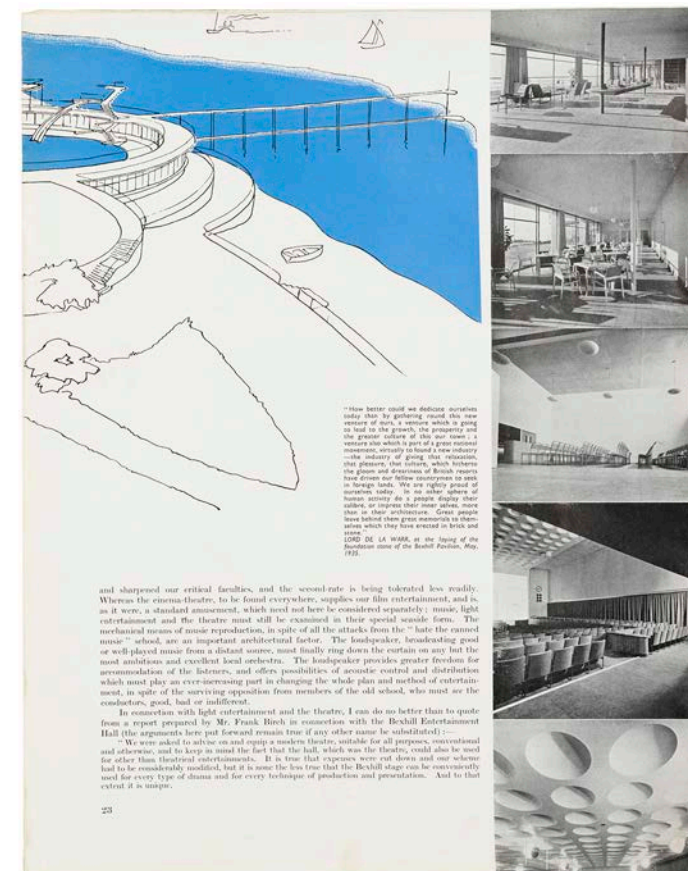 "How better could we dedicate ourselves
today than by gathering round this new
venture of ours, a venture which is going
to lead to the growth, the prosperity and
the greater culture of this our town; a
venture also which is part of a great national
movement, virtually to found a new industry
—the industry of giving that relaxation,
that pleasure, that culture, which hitherto
the gloom and dreariness of British resorts
have driven our fellow countrymen to seek
in foreign lands. We are rightly proud of
ourselves today. In no other sphere of
human activity do a people display their
calibre, or impress their inner selves, more
than in their architecture. Great people
leave behind them great memorials to them-
selves which they have erected in brick and
stone."
LORD DE LA WARR, at the laying of the
foundation stone of the Bexhill Pavilion, May,
1935.
and sharpened our critical faculties, and the second-rate is being tolerated less readily.
Whereas the cinema-theatre, to be found everywhere, supplies our film entertainment, and is,
as it were, a standard amusement, which need not here be considered separately; music, light
entertainment and the theatre must still be examined in their special seaside form. The
mechanical means of music reproduction, in spite of all the attacks from the "hate the canned
music" school, are an important architectural factor. The loudspeaker, broadcasting good
or well-played music from a distant source, must finally ring down the curtain on any but the
most ambitious and excellent local orchestra. The loudspeaker provides greater freedom for
accommodation of the listeners, and offers possibilities of acoustic control and distribution
which must play an ever-increasing part in changing the whole plan and method of entertain-
ment, in spite of the surviving opposition from members of the old school, who must see the
conductors, good, bad or indifferent.
In connection with light entertainment and the theatre, I can do no better than to quote
from a report prepared by Mr. Frank Birch in connection with the Bexhill Entertainment
Hall (the arguments here put forward remain true if any other name be substituted):—
"We were asked to advise on and equip a modern theatre, suitable for all purposes, conventional
and otherwise, and to keep in mind the fact that the hall, which was the theatre, could also be used
for other than theatrical entertainments. It is true that expenses were cut down and our scheme
had to be considerably modified, but it is none the less true that the Bexhill stage can be conveniently
used for every type of drama and for every technique of production and presentation. And to that
extent it is unique.
23